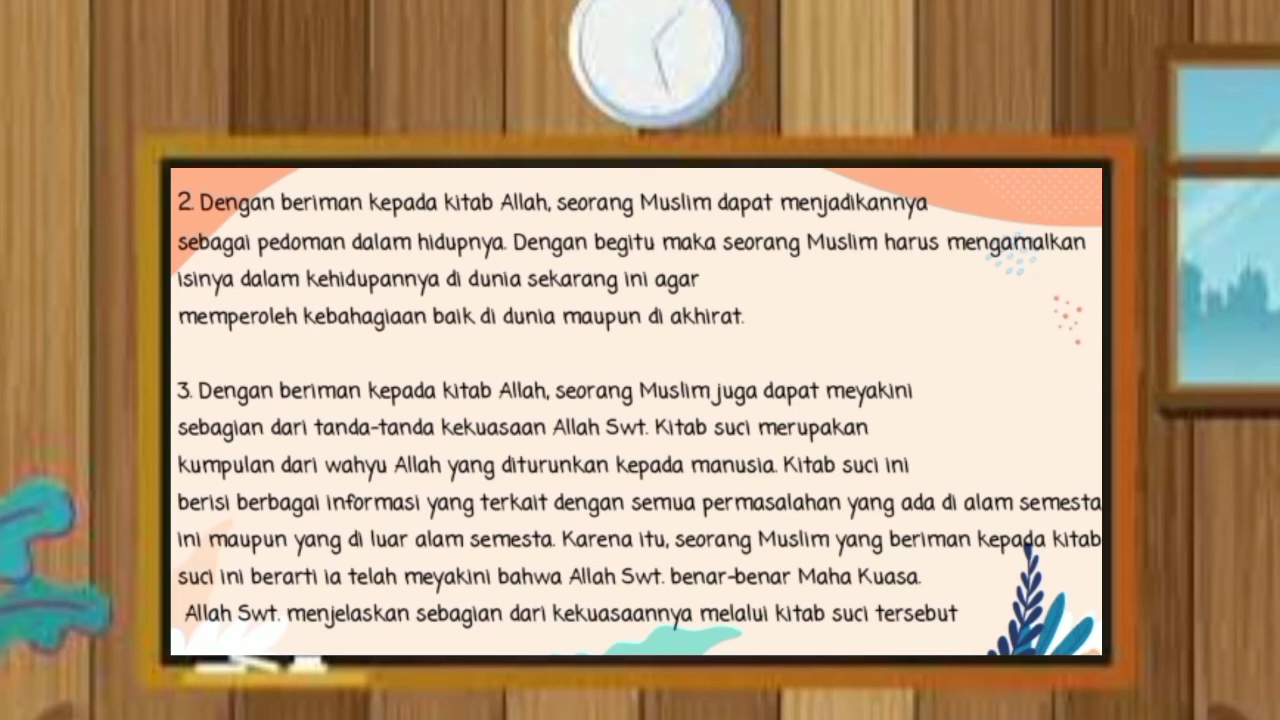 2. Dengan beriman kepada kitab Allah, seorang Muslim dapat menjadikannya
sebagai pedoman dalam hidupnya. Dengan begitu maka seorang Muslim harus mengamalkan
isinya dalam kehidupannya di dunia sekarang ini agar
memperoleh kebahagiaan baik di dunia maupun di akhirat.
3. Dengan beriman kepada kitab Allah, seorang Muslim juga dapat meyakini
sebagian dari tanda-tanda kekuasaan Allah Swt. Kitab suci merupakan
kumpulan dari wahyu Allah yang diturunkan kepada manusia. Kitab suci ini
berisi berbagai informasi yang terkait dengan semua permasalahan yang ada di alam semesta
ini maupun yang di luar alam semesta. Karena itu, seorang Muslim yang beriman kepada kitab
suci ini berarti ia telah meyakini bahwa Allah Swt. benar-benar Maha Kuasa.
Allah Swt. menjelaskan sebagian dari kekuasaannya melalui kitab suci tersebut